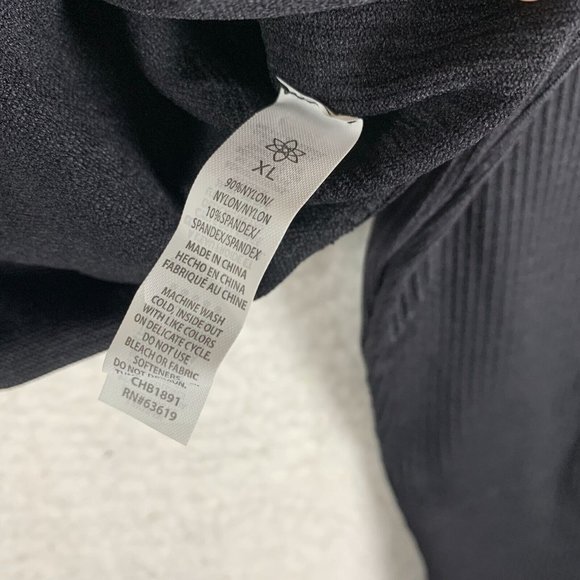 XL
90%NYLON/
NYLON/NYLON
10%SPANDEX/
SPANDEX/SPANDEX
MADE IN CHINA
HECHO EN CHINA
FABRIQUÉ AU CHINE
MACHINE WASH
COLD, INSIDE OUT
WITH LIKE COLORS
ON DELICATE CYCLE.
DO NOT USE
BLEACH OR FABRIC
SOFTENERS.
DO NOT
CHB1891
RN#63619